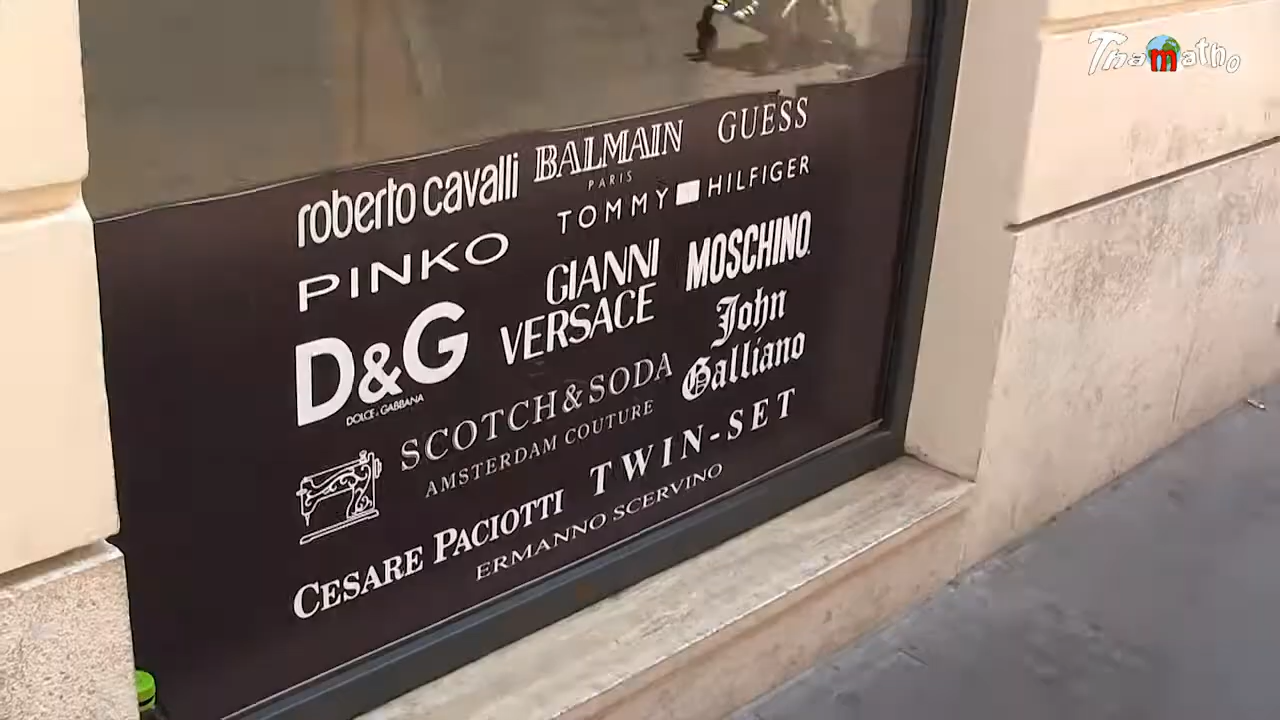 Thamatno
roberto cavalli
BALMAIN
PARIS
GUESS
PINKO
TOMMY HILFIGER
D&G
DOLCE & GABBANA
GIANNI
VERSACE
MOSCHINO.
John
Galliano
SCOTCH & SODA
AMSTERDAM COUTURE
TWIN-SET
CESARE PACIOTTI
ERMANNO SCERVINO